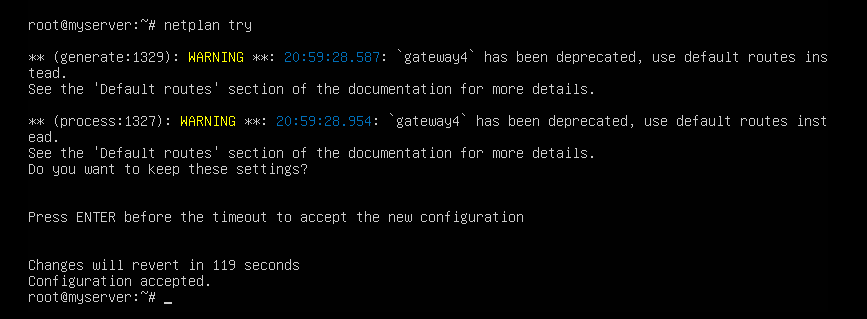 root@myserver:~# netplan try
** (generate:1329): WARNING **: 20:59:28.587: `gateway4` has been deprecated, use default routes ins
tead.
See the 'Default routes' section of the documentation for more details.
** (process:1327): WARNING **: 20:59:28.954: `gateway4` has been deprecated, use default routes inst
ead.
See the 'Default routes' section of the documentation for more details.
Do you want to keep these settings?
Press ENTER before the timeout to accept the new configuration
Changes will revert in 119 seconds
Configuration accepted.
root@myserver:~# _